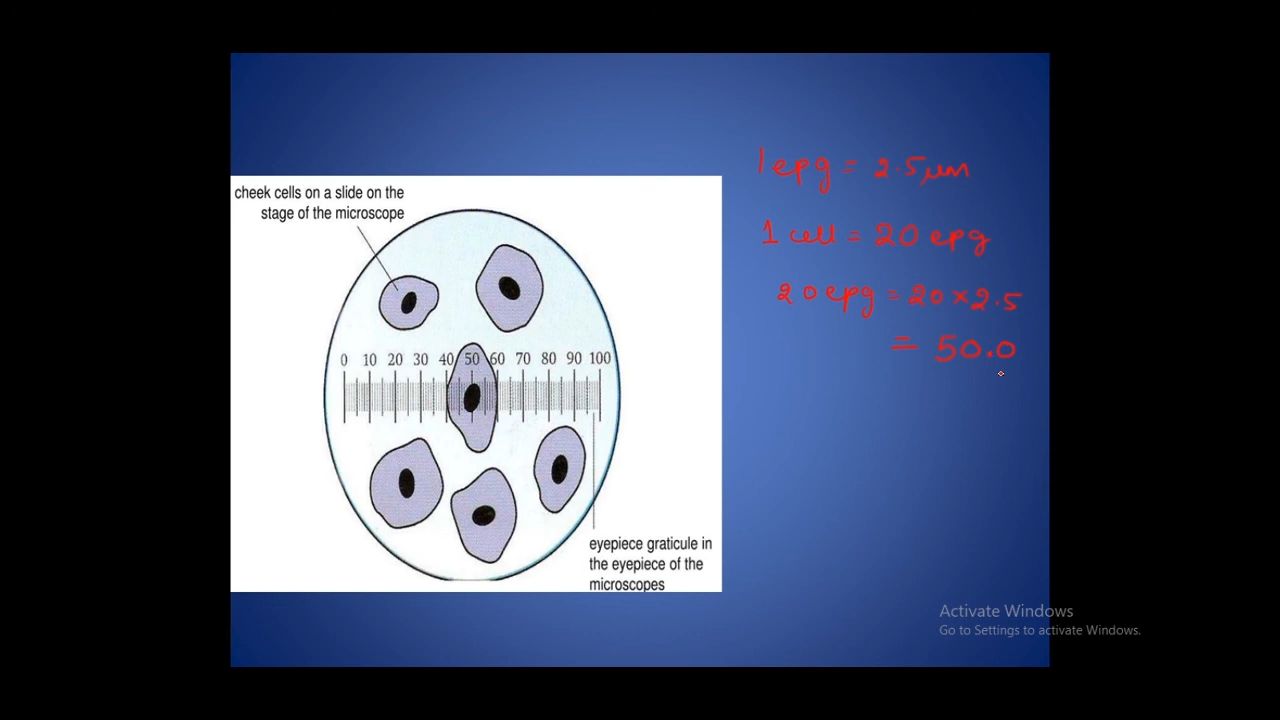 cheek cells on a slide on the
stage of the microscope
0 10 20 30 40 50 60 70 80 90 100
eyepiece graticule in
the eyepiece of the
microscopes
1 epg = 2.5 µm
1 cell = 20 epg
20 epg = 20 × 2.5
= 50.0
Activate Windows
Go to Settings to activate Windows.